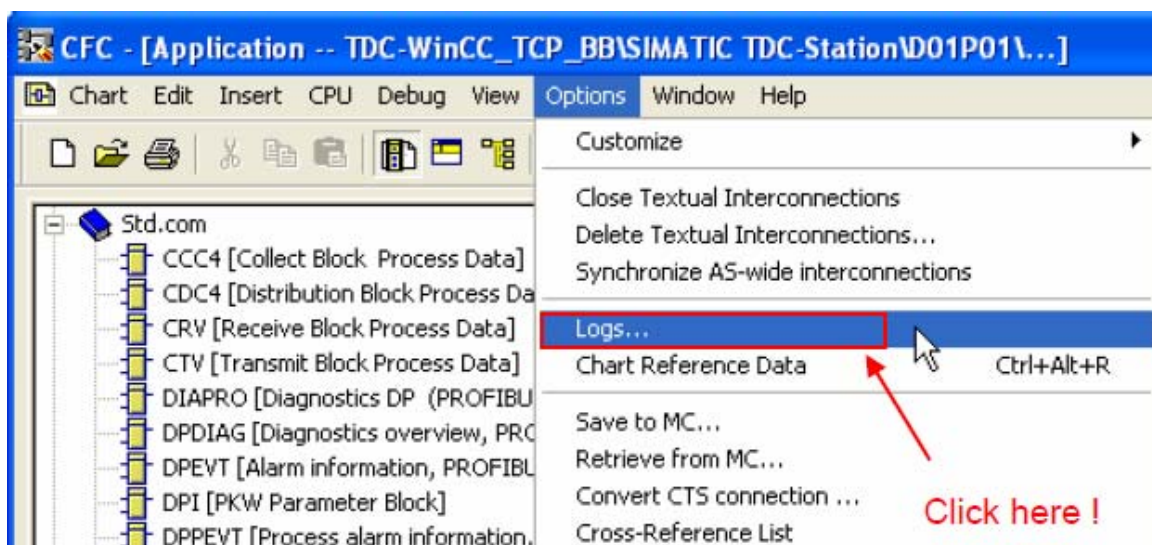 CFC - [Application -- TDC-WinCC_TCP_BB\SIMATIC TDC-Station\D01P01\...]
Chart Edit Insert CPU Debug View Options Window Help
Customize
Close Textual Interconnections
Delete Textual Interconnections...
Synchronize AS-wide interconnections
Logs...
Chart Reference Data Ctrl+Alt+R
Save to MC...
Retrieve from MC...
Convert CTS connection ...
Cross-Reference List
Std.com
CCC4 [Collect Block Process Data]
CDC4 [Distribution Block Process Da
CRV [Receive Block Process Data]
CTV [Transmit Block Process Data]
DIAPRO [Diagnostics DP (PROFIBU
DPDIAG [Diagnostics overview, PRO
DPEVT [Alarm information, PROFIBU
DPI [PKW Parameter Block]
DPPEVT [Process alarm information,
Click here !